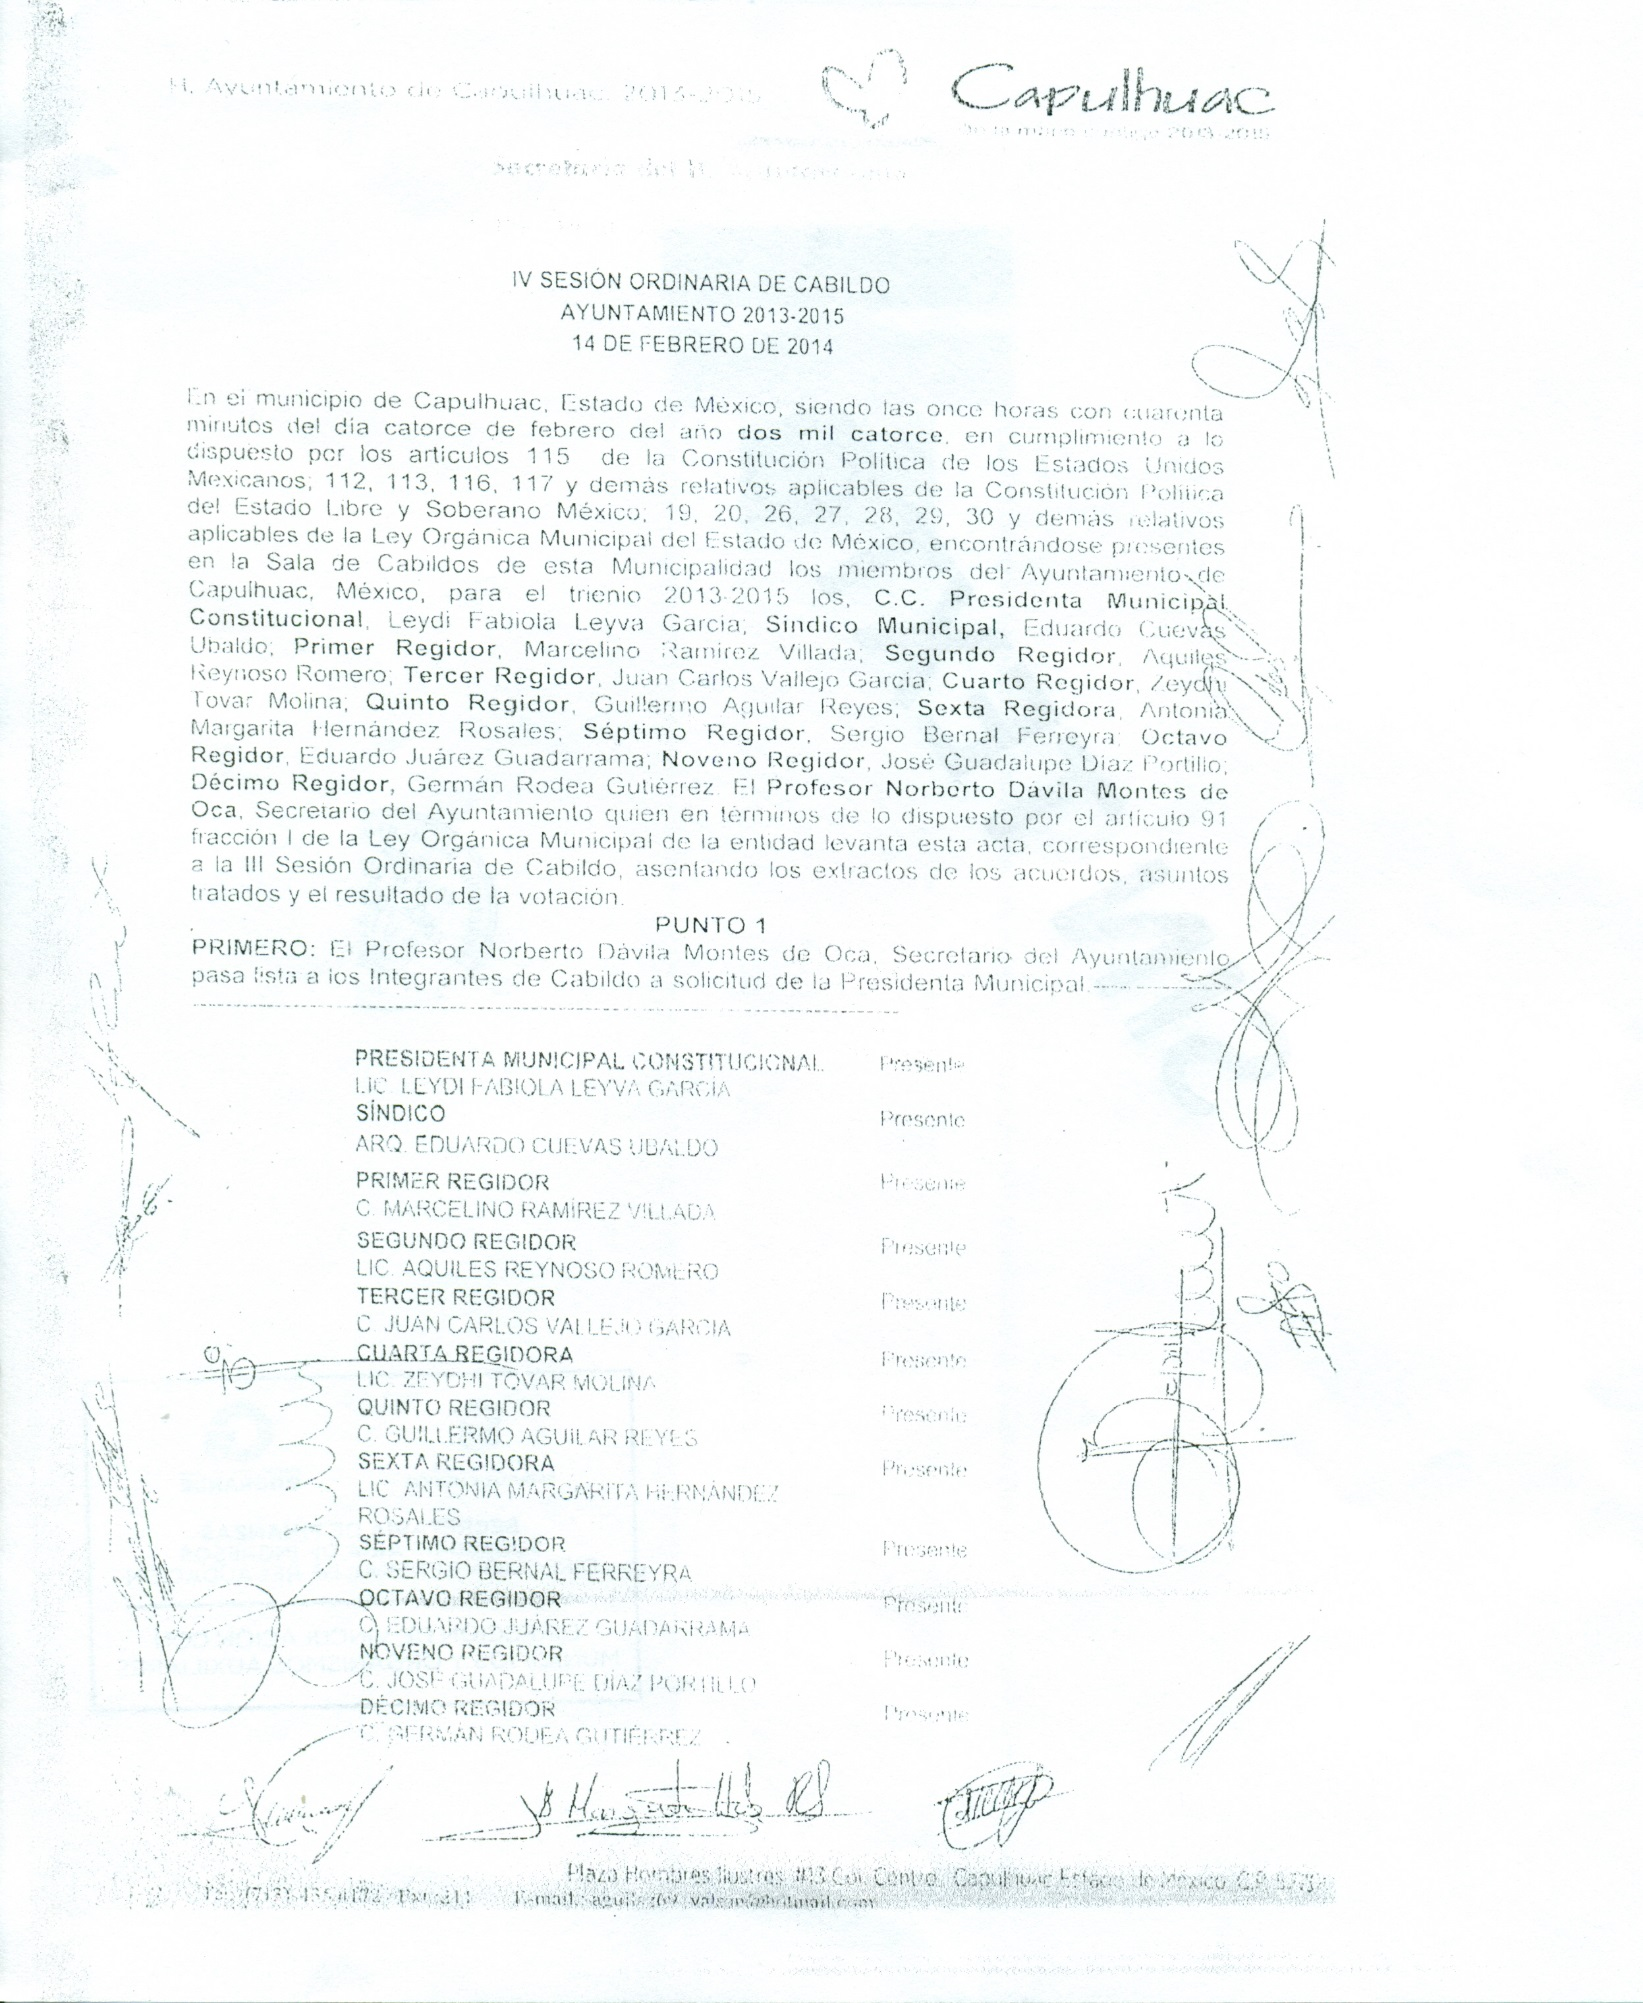 H. Ayuntamiento de Capulhuac, 2013-2015
Capulhuac
2013-2015
Secretaría del H. Ayuntamiento
IV SESIÓN ORDINARIA DE CABILDO
AYUNTAMIENTO 2013-2015
14 DE FEBRERO DE 2014
En el municipio de Capulhuac, Estado de México, siendo las once horas con cuarenta
minutos del día catorce de febrero del año dos mil catorce, en cumplimiento a lo
dispuesto por los artículos 115 de la Constitución Política de los Estados Unidos
Mexicanos; 112, 113, 116, 117 y demás relativos aplicables de la Constitución Política
del Estado Libre y Soberano México; 19, 20, 26, 27, 28, 29, 30 y demás relativos
aplicables de la Ley Orgánica Municipal del Estado de México, encontrándose presentes
en la Sala de Cabildos de esta Municipalidad los miembros del Ayuntamiento de
Capulhuac, México, para el trienio 2013-2015 los, C.C. Presidenta Municipal
Constitucional, Leydi Fabiola Leyva García; Síndico Municipal, Eduardo Cuevas
Ubaldo; Primer Regidor, Marcelino Ramírez Villada; Segundo Regidor, Aquiles
Reynoso Romero; Tercer Regidor, Juan Carlos Vallejo García; Cuarto Regidor, Zeydhi
Tovar Molina; Quinto Regidor, Guillermo Aguilar Reyes; Sexta Regidora, Antonia
Margarita Hernández Rosales; Séptimo Regidor, Sergio Bernal Ferreyra; Octavo
Regidor, Eduardo Juárez Guadarrama; Noveno Regidor, José Guadalupe Díaz Portillo;
Décimo Regidor, Germán Rodea Gutiérrez. El Profesor Norberto Dávila Montes de
Oca, Secretario del Ayuntamiento quien en términos de lo dispuesto por el artículo 91
fracción I de la Ley Orgánica Municipal de la entidad levanta esta acta, correspondiente
a la III Sesión Ordinaria de Cabildo, asentando los extractos de los acuerdos, asuntos
tratados y el resultado de la votación.
PUNTO 1
PRIMERO: El Profesor Norberto Dávila Montes de Oca, Secretario del Ayuntamiento
pasa lista a los Integrantes de Cabildo a solicitud de la Presidenta Municipal.
PRESIDENTA MUNICIPAL CONSTITUCIONAL Presente
LIC. LEYDI FABIOLA LEYVA GARCÍA
SÍNDICO Presente
ARQ. EDUARDO CUEVAS UBALDO
PRIMER REGIDOR Presente
C. MARCELINO RAMÍREZ VILLADA
SEGUNDO REGIDOR Presente
LIC. AQUILES REYNOSO ROMERO
TERCER REGIDOR Presente
C. JUAN CARLOS VALLEJO GARCIA
CUARTA REGIDORA Presente
LIC. ZEYDHI TOVAR MOLINA
QUINTO REGIDOR Presente
C. GUILLERMO AGUILAR REYES
SEXTA REGIDORA Presente
LIC. ANTONIA MARGARITA HERNÁNDEZ
ROSALES
SÉPTIMO REGIDOR Presente
C. SERGIO BERNAL FERREYRA
OCTAVO REGIDOR Presente
C. EDUARDO JUÁREZ GUADARRAMA
NOVENO REGIDOR Presente
C. JOSÉ GUADALUPE DÍAZ PORTILLO
DÉCIMO REGIDOR Presente
C. GERMÁN RODEA GUTIÉRREZ
Plaza Hombres Ilustres, #3 Col. Centro, Capulhuac Estado de México, C.P.
E-mail.: